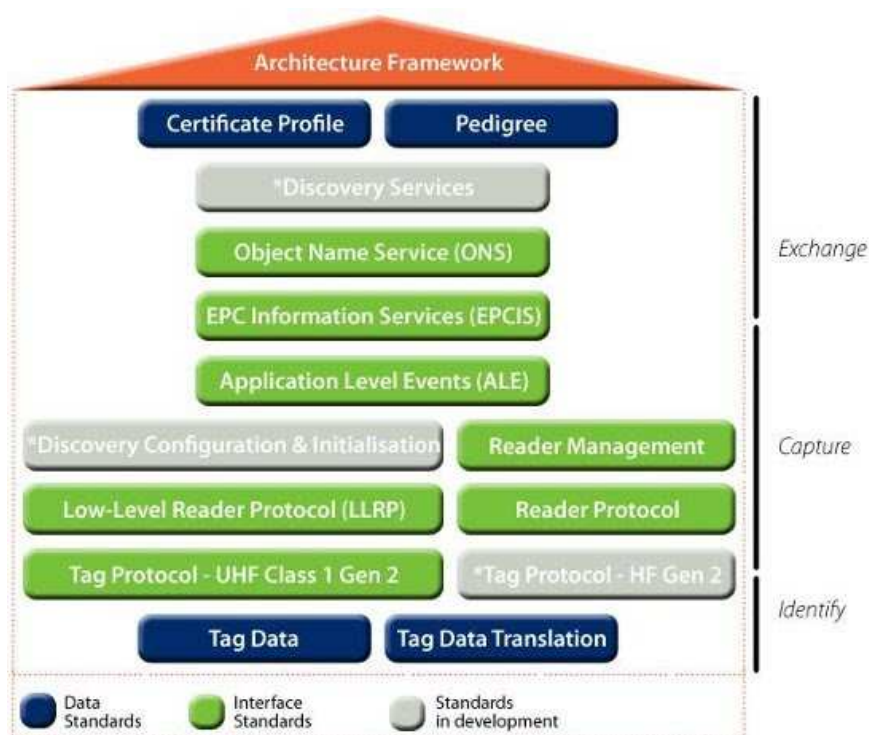 Architecture Framework
Certificate Profile
Pedigree
*Discovery Services
Object Name Service (ONS)
Exchange
EPC Information Services (EPCIS)
Application Level Events (ALE)
*Discovery Configuration & Initialisation
Reader Management
Capture
Low-Level Reader Protocol (LLRP)
Reader Protocol
Tag Protocol - UHF Class 1 Gen 2
*Tag Protocol - HF Gen 2
Identify
Tag Data
Tag Data Translation
Data
Standards
Interface
Standards
Standards
in development